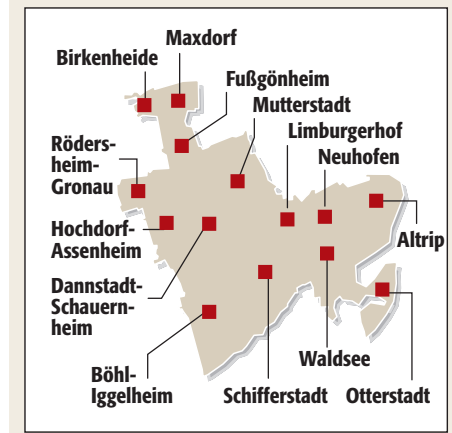 Maxdorf
Birkenheide
Fußgönheim
Mutterstadt
Limburgerhof
Neuhofen
Röders-
heim-
Gronau
Hochdorf-
Assenheim
Altrip
Dannstadt-
Schauern-
heim
Waldsee
Böhl-
Iggelheim
Schifferstadt
Otterstadt